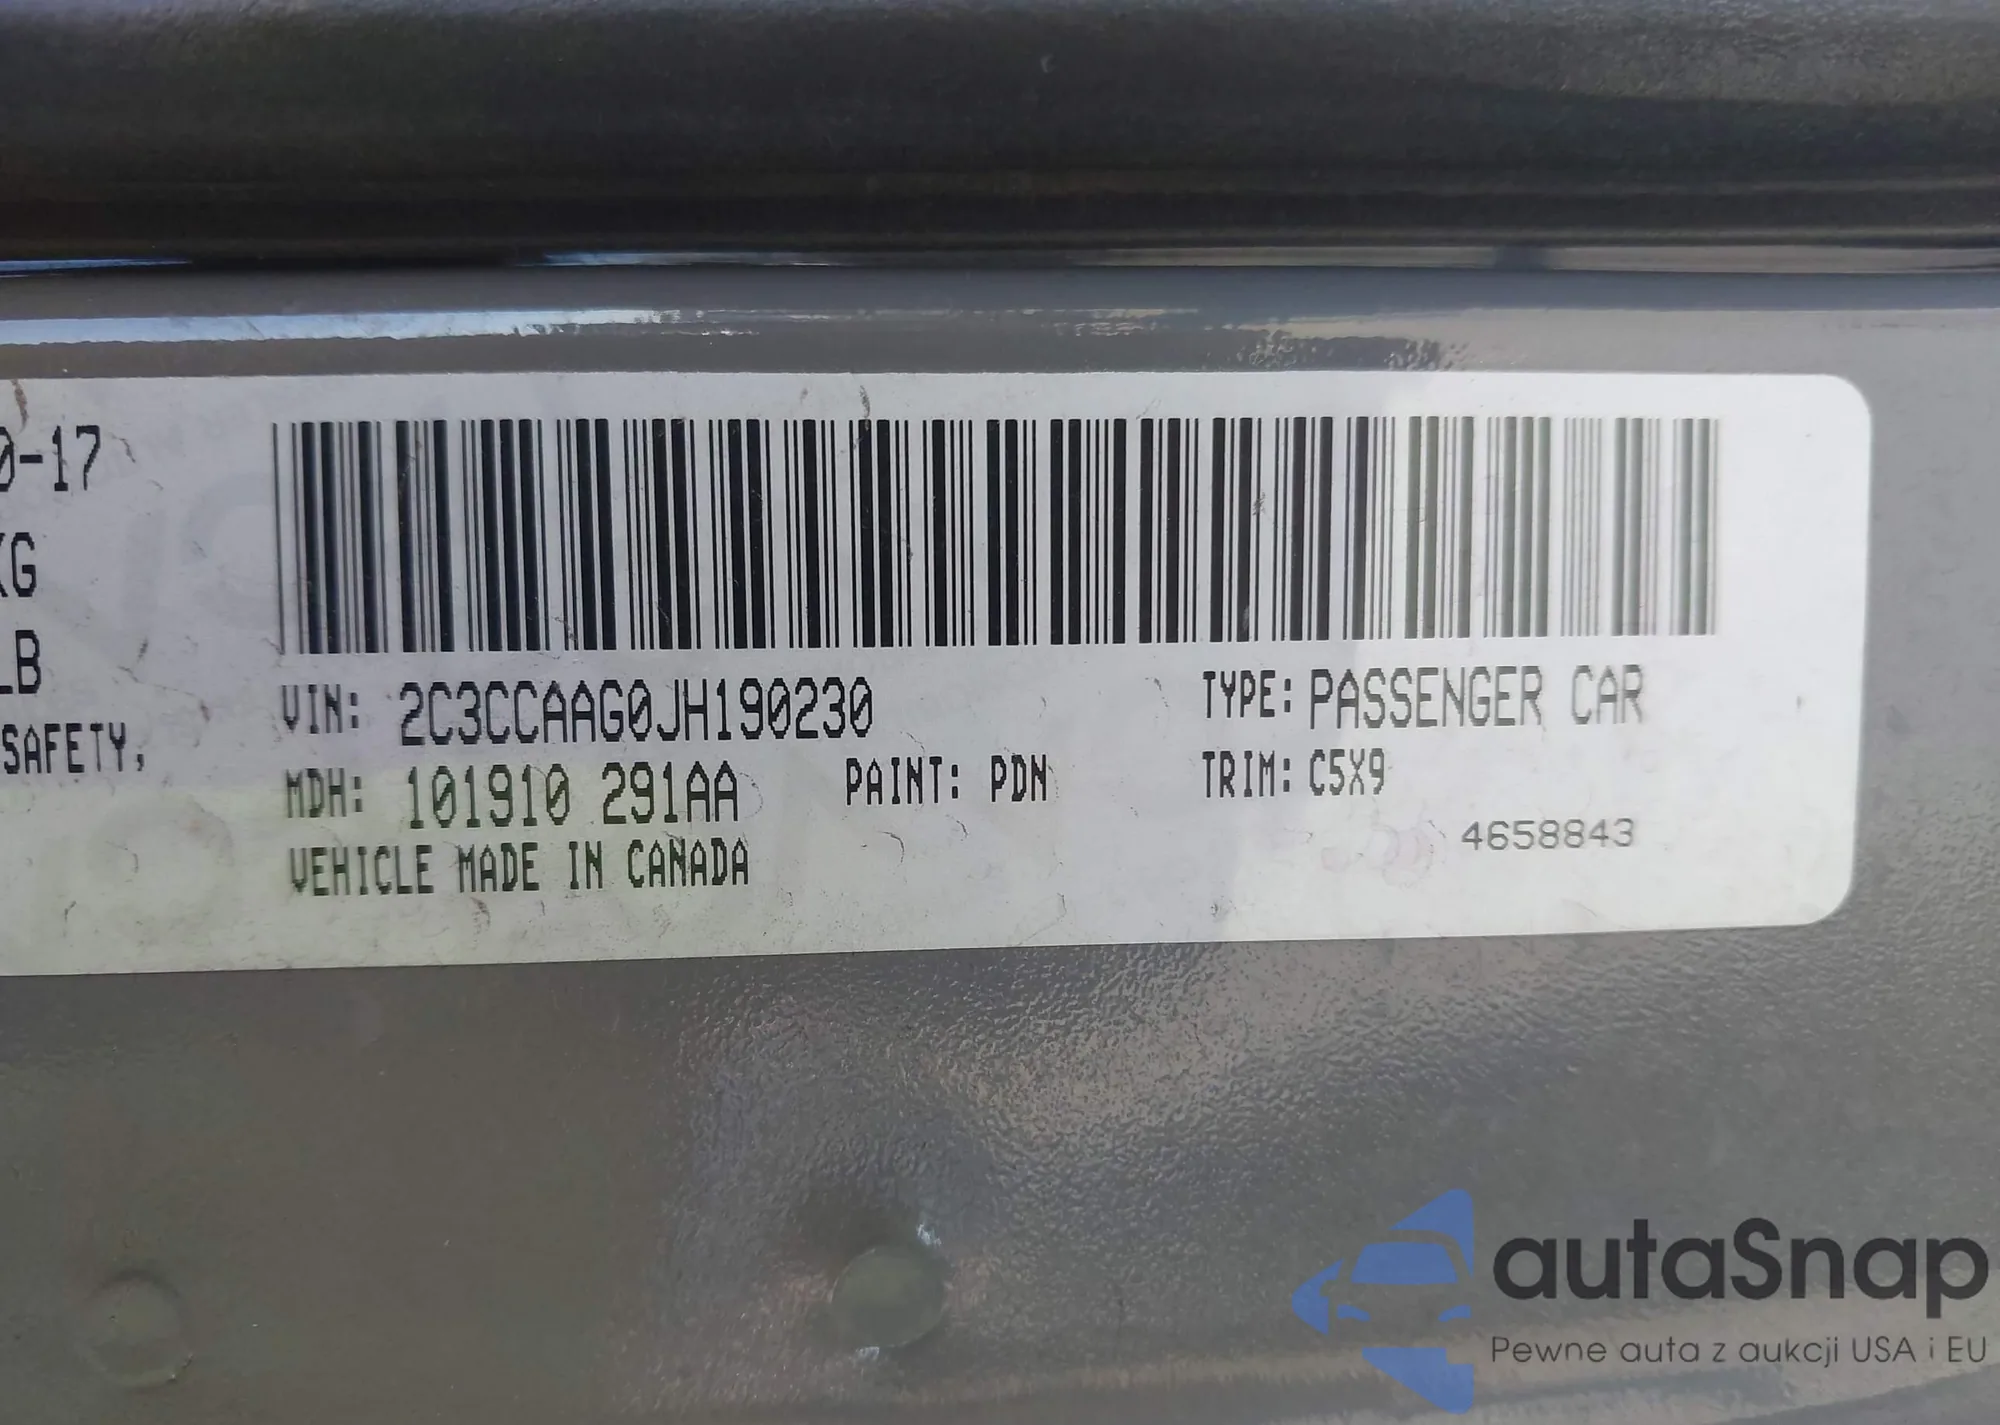 0-17
KG
LB
SAFETY,
VIN: 2C3CCAAG0JH190230
TYPE: PASSENGER CAR
MDH: 101910 291AA
PAINT: PDN
TRIM: C5X9
VEHICLE MADE IN CANADA
4658843
autaSnap
Pewne auta z aukcji USA i EU